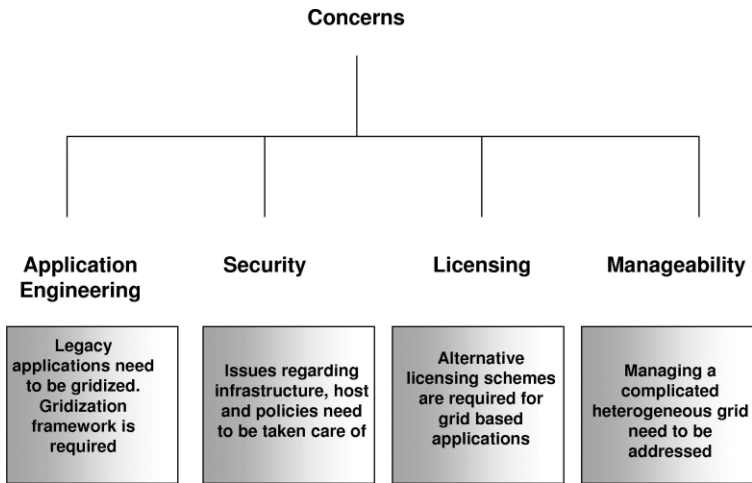 Concerns
Application
Engineering
Security
Licensing
Manageability
Legacy
applications need
to be gridized.
Gridization
framework is
required
Issues regarding
infrastructure, host
and policies need
to be taken care of
Alternative
licensing schemes
are required for
grid based
applications
Managing a
complicated
heterogeneous grid
need to be
addressed